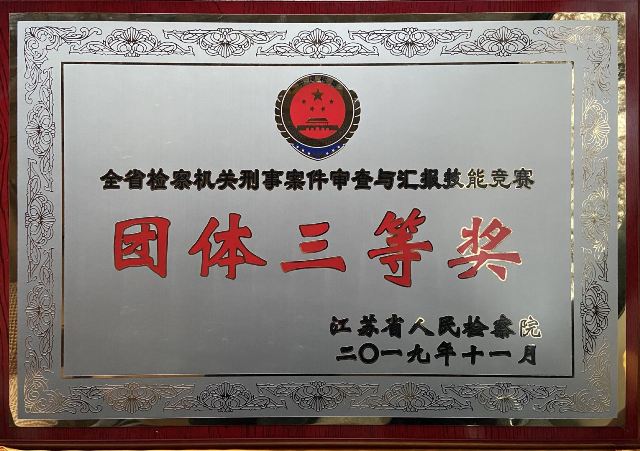 全省检察机关刑事案件审查与汇报技能竞赛
团体三等奖
江苏省人民检察院
二〇一九年十一月